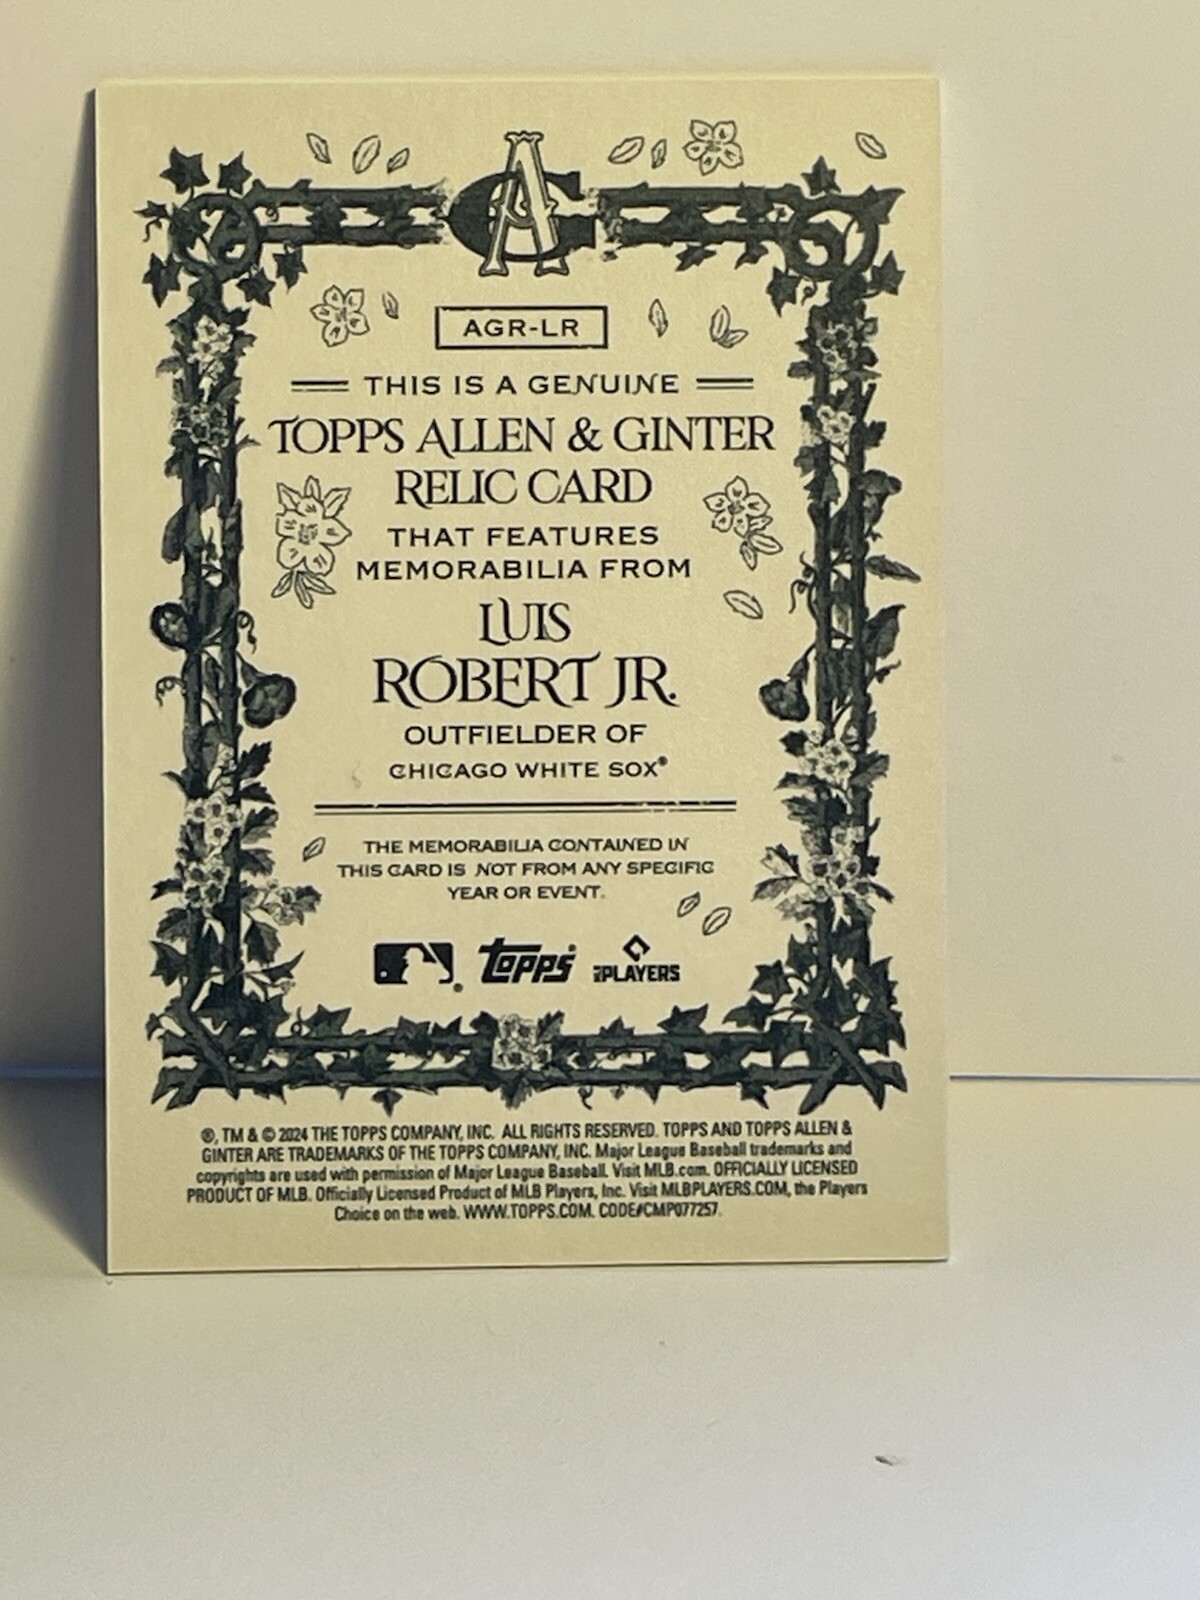 AG
AGR-LR
THIS IS A GENUINE
TOPPS ALLEN & GINTER
RELIC CARD
THAT FEATURES
MEMORABILIA FROM
LUIS
ROBERT JR.
OUTFIELDER OF
CHICAGO WHITE SOX®
THE MEMORABILIA CONTAINED IN
THIS CARD IS NOT FROM ANY SPECIFIC
YEAR OR EVENT.
® topps MLB PLAYERS
®, TM & © 2024 THE TOPPS COMPANY, INC. ALL RIGHTS RESERVED. TOPPS AND TOPPS ALLEN &
GINTER ARE TRADEMARKS OF THE TOPPS COMPANY, INC. Major League Baseball trademarks and
copyrights are used with permission of Major League Baseball. Visit MLB.com. OFFICIALLY LICENSED
PRODUCT OF MLB. Officially Licensed Product of MLB Players, Inc. Visit MLBPLAYERS.COM, the Players
Choice on the web. WWW.TOPPS.COM. CODE#CMP077257.